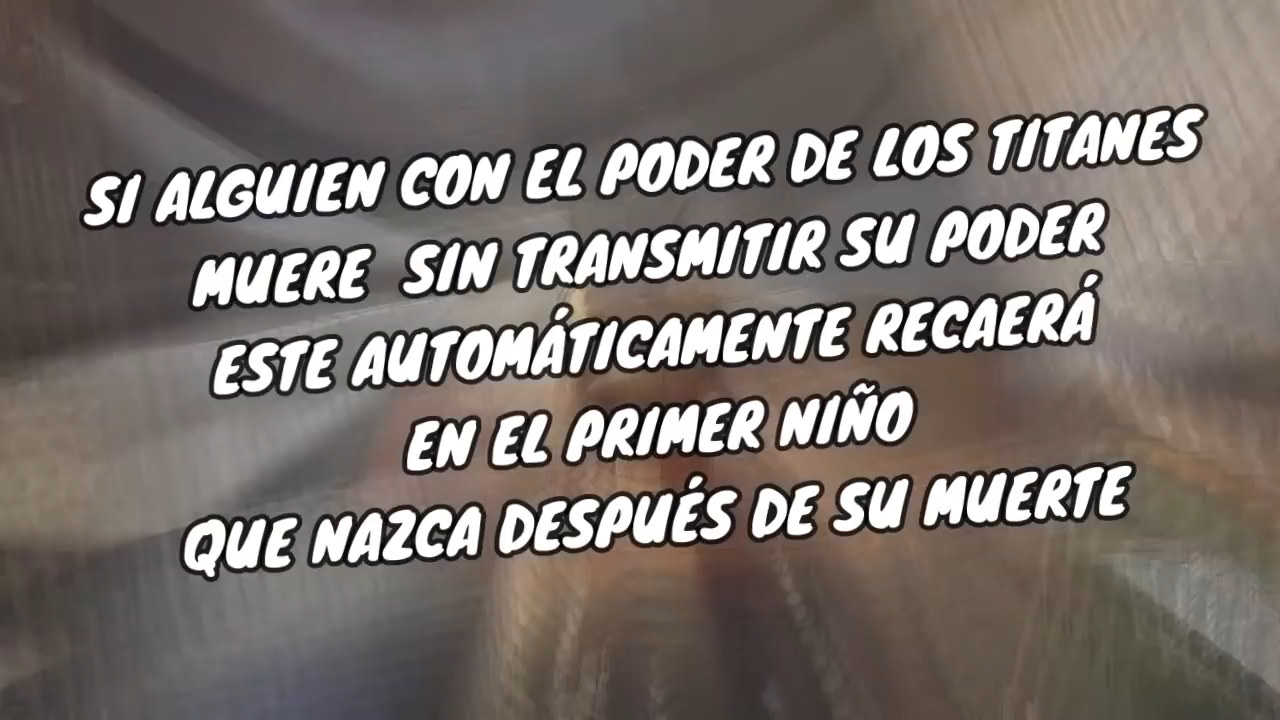 SI ALGUIEN CON EL PODER DE LOS TITANES
MUERE SIN TRANSMITIR SU PODER
ESTE AUTOMÁTICAMENTE RECAERÁ
EN EL PRIMER NIÑO
QUE NAZCA DESPUÉS DE SU MUERTE